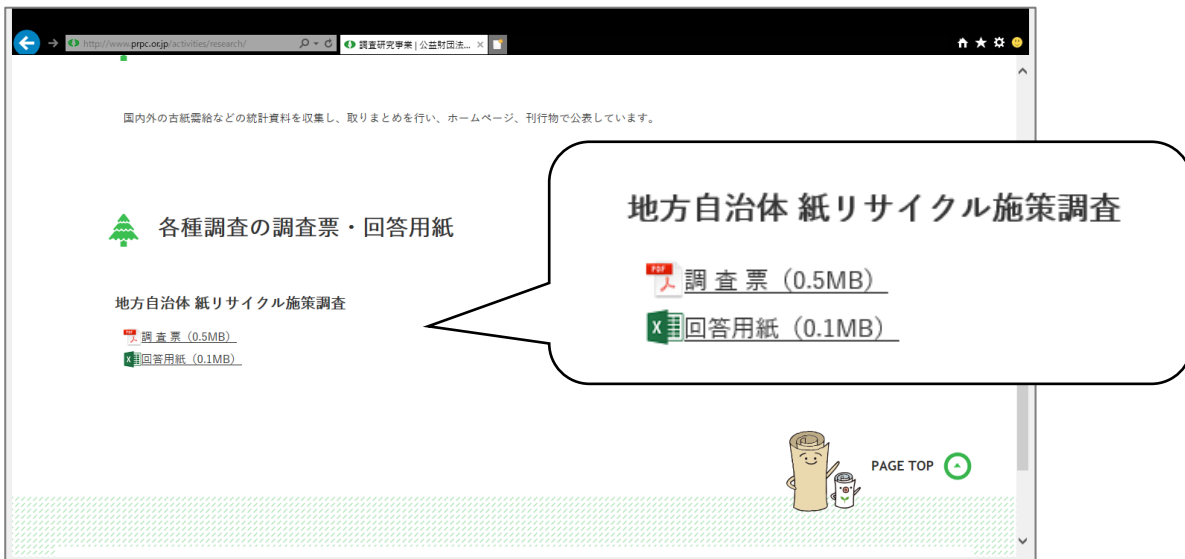 http://www.prpc.or.jp/activities/research/
調査研究事業 | 公益財団法...
国内外の古紙需給などの統計資料を収集し、取りまとめを行い、ホームページ、刊行物で公表しています。
各種調査の調査票・回答用紙
地方自治体 紙リサイクル施策調査
PDF 調 査 票（0.5MB）
回答用紙（0.1MB）
地方自治体 紙リサイクル施策調査
PDF 調 査 票（0.5MB）
回答用紙（0.1MB）
PAGE TOP